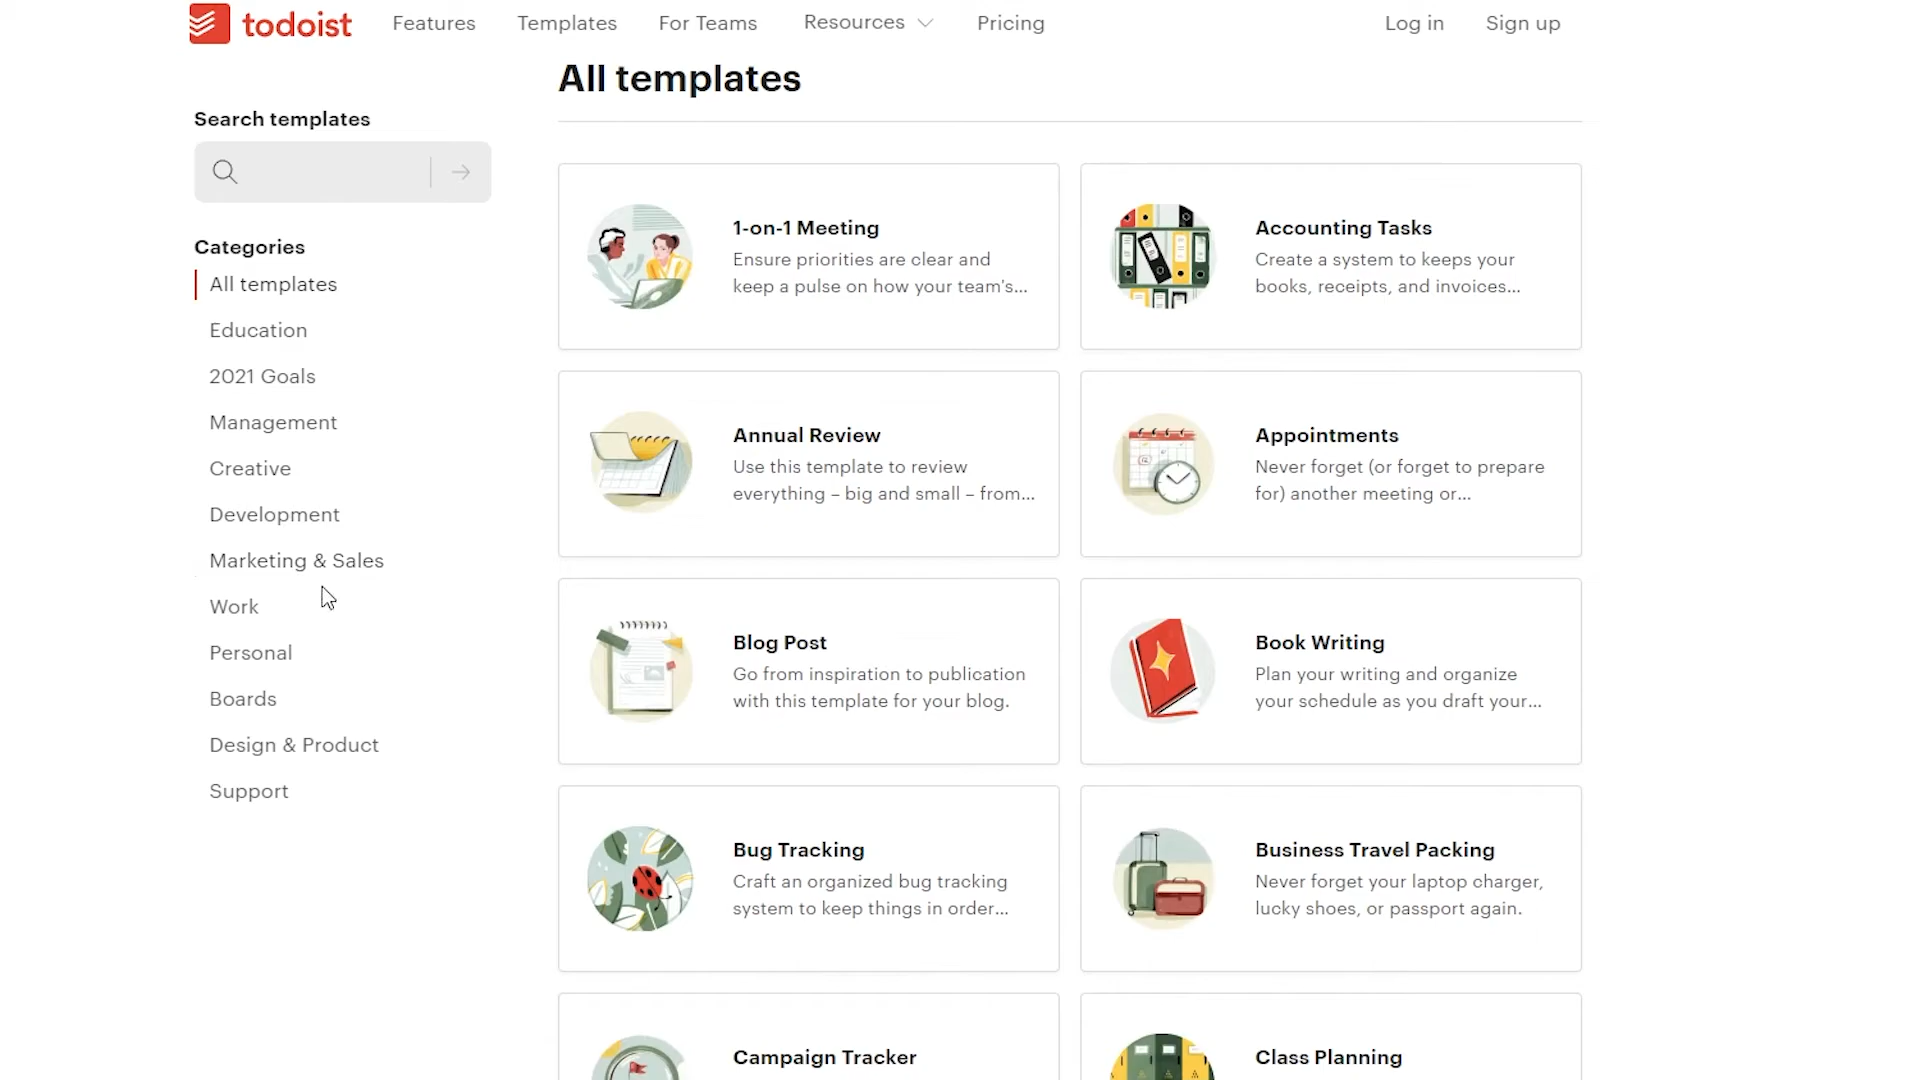 todoist
Features
Templates
For Teams
Resources
Pricing
Log in
Sign up
All templates
Search templates
Categories
All templates
Education
2021 Goals
Management
Creative
Development
Marketing & Sales
Work
Personal
Boards
Design & Product
Support
1-on-1 Meeting
Ensure priorities are clear and
keep a pulse on how your team's...
Accounting Tasks
Create a system to keeps your
books, receipts, and invoices...
Annual Review
Use this template to review
everything – big and small – from...
Appointments
Never forget (or forget to prepare
for) another meeting or...
Blog Post
Go from inspiration to publication
with this template for your blog.
Book Writing
Plan your writing and organize
your schedule as you draft your...
Bug Tracking
Craft an organized bug tracking
system to keep things in order...
Business Travel Packing
Never forget your laptop charger,
lucky shoes, or passport again.
Campaign Tracker
Class Planning